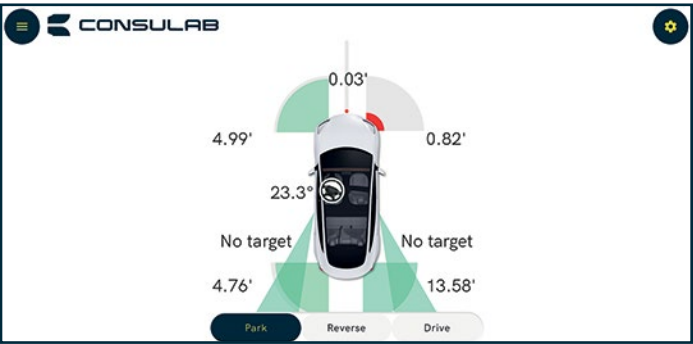 CONSULAB
0.03'
4.99'
0.82'
23.3°
No target
No target
4.76'
13.58'
Park
Reverse
Drive